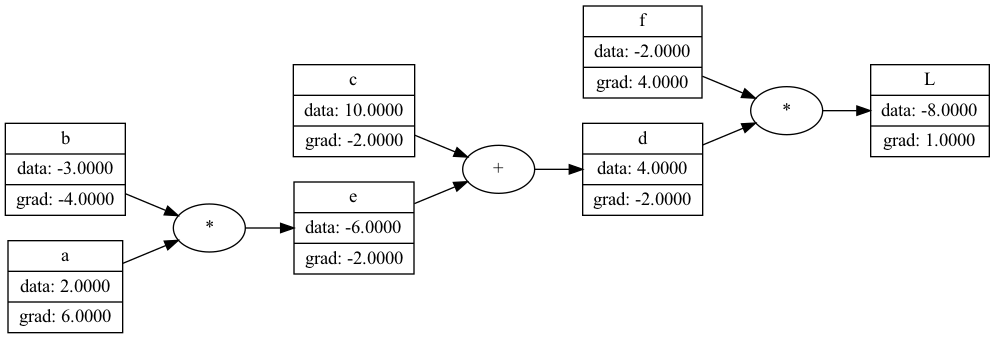 b
data: -3.0000
grad: -4.0000
a
data: 2.0000
grad: 6.0000
*
c
data: 10.0000
grad: -2.0000
e
data: -6.0000
grad: -2.0000
+
f
data: -2.0000
grad: 4.0000
d
data: 4.0000
grad: -2.0000
*
L
data: -8.0000
grad: 1.0000